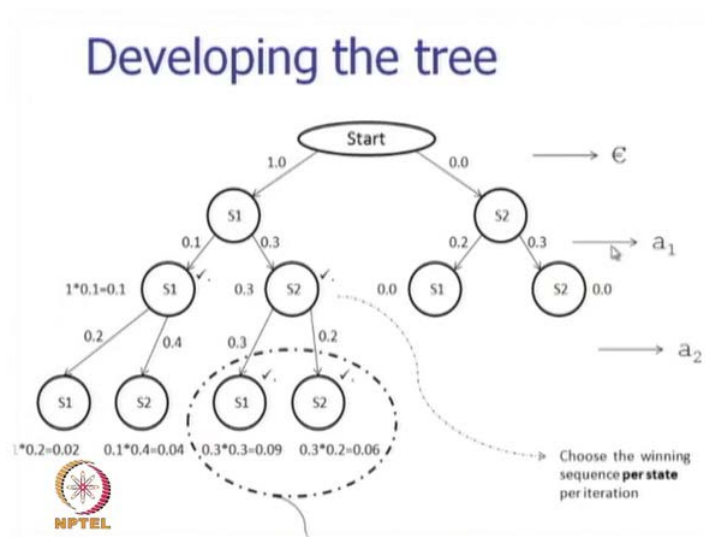 Developing the tree
Start
1.0 0.0 €
S1 S2
0.1 0.3 0.2 0.3 a1
1*0.1=0.1 S1 0.3 S2 0.0 S1 S2 0.0
0.2 0.4 0.3 0.2 a2
S1 S2 S1 S2
*0.2=0.02 0.1*0.4=0.04 0.3*0.3=0.09 0.3*0.2=0.06
Choose the winning
sequence per state
per iteration
NPTEL